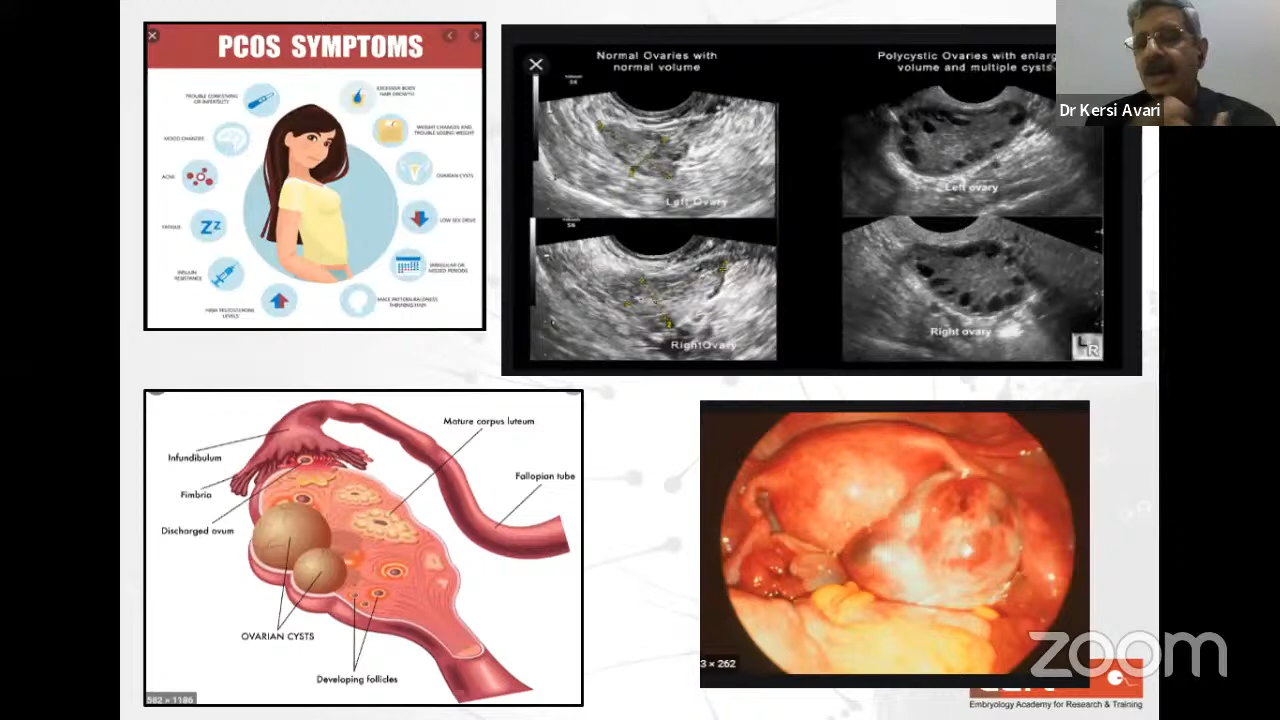 PCOS SYMPTOMS
TROUBLE CONCEIVING
OR INFERTILITY
EXCESSIVE BODY
HAIR GROWTH
MOOD CHANGES
WEIGHT CHANGES AND
TROUBLE LOSING WEIGHT
ACNE
OVARIAN CYSTS
FATIGUE
LOW SEX DRIVE
INSULIN
RESISTANCE
IRREGULAR OR
MISSED PERIODS
HIGH TESTOSTERONE
LEVELS
MALE PATTERN BALDNESS
THINNING HAIR
Normal Ovaries with
normal volume
Polycystic Ovaries with enlarg
volume and multiple cysts
Left Ovary
Left ovary
Right Ovary
Right ovary
L
R
Dr Kersi Avari
Mature corpus luteum
Infundibulum
Fallopian tube
Fimbria
Discharged ovum
OVARIAN CYSTS
Developing follicles
582 × 1186
3 × 262
zoom
Embryology Academy for Research & Training